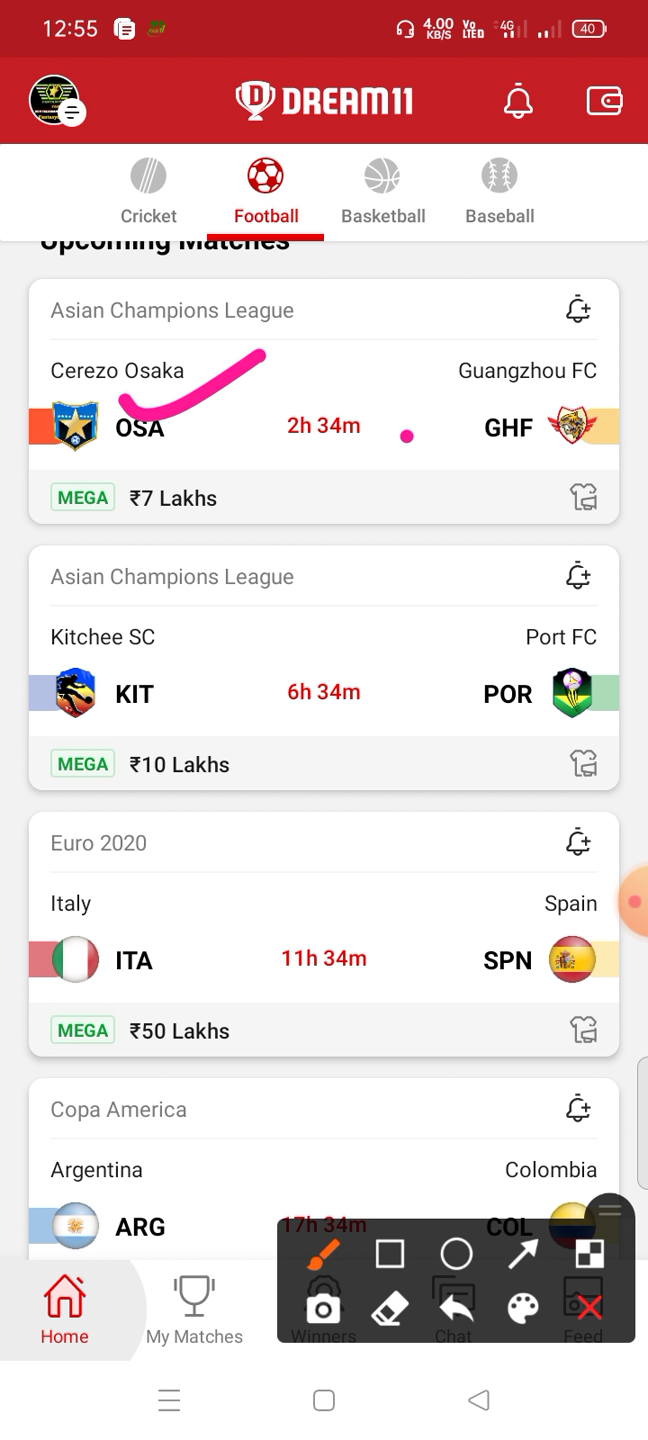 12:55 4.00 KB/S Vo LTED 4G 40
DREAM11
Cricket Football Basketball Baseball
Upcoming Matches
Asian Champions League
Cerezo Osaka Guangzhou FC
OSA 2h 34m GHF
MEGA ₹7 Lakhs
Asian Champions League
Kitchee SC Port FC
KIT 6h 34m POR
MEGA ₹10 Lakhs
Euro 2020
Italy Spain
ITA 11h 34m SPN
MEGA ₹50 Lakhs
Copa America
Argentina Colombia
ARG 17h 34m COL
Home My Matches Winners Chat Feed